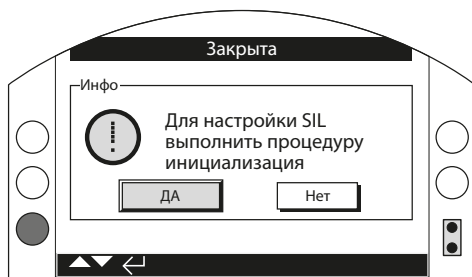 Закрыта
Инфо
Для настройки SIL
выполнить процедуру
инициализация
ДА Нет